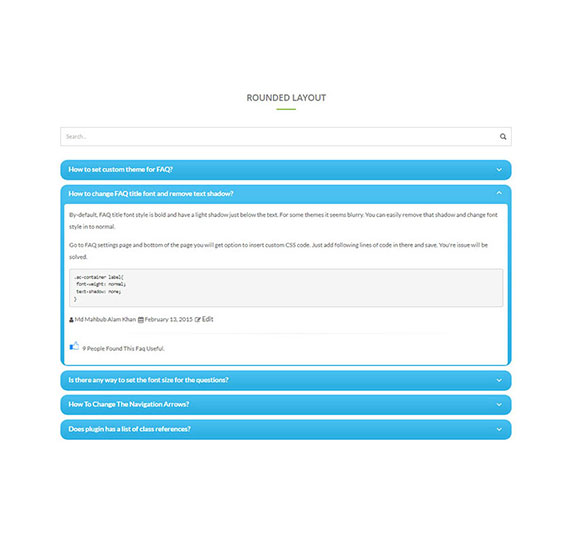 ROUNDED LAYOUT
Search...
How to set custom theme for FAQ?
How to change FAQ title font and remove text shadow?
By-default, FAQ title font style is bold and have a light shadow just below the text. For some themes it seems blurry. You can easily remove that shadow and change font
style in to normal.
Go to FAQ settings page and bottom of the page you will get option to insert custom CSS code. Just add following lines of code in there and save. You're issue will be
solved.
.ac-container label{
font-weight: normal;
text-shadow: none;
}
Md Mahbub Alam Khan February 13, 2015 Edit
9 People Found This Faq Useful.
Is there any way to set the font size for the questions?
How To Change The Navigation Arrows?
Does plugin has a list of class references?